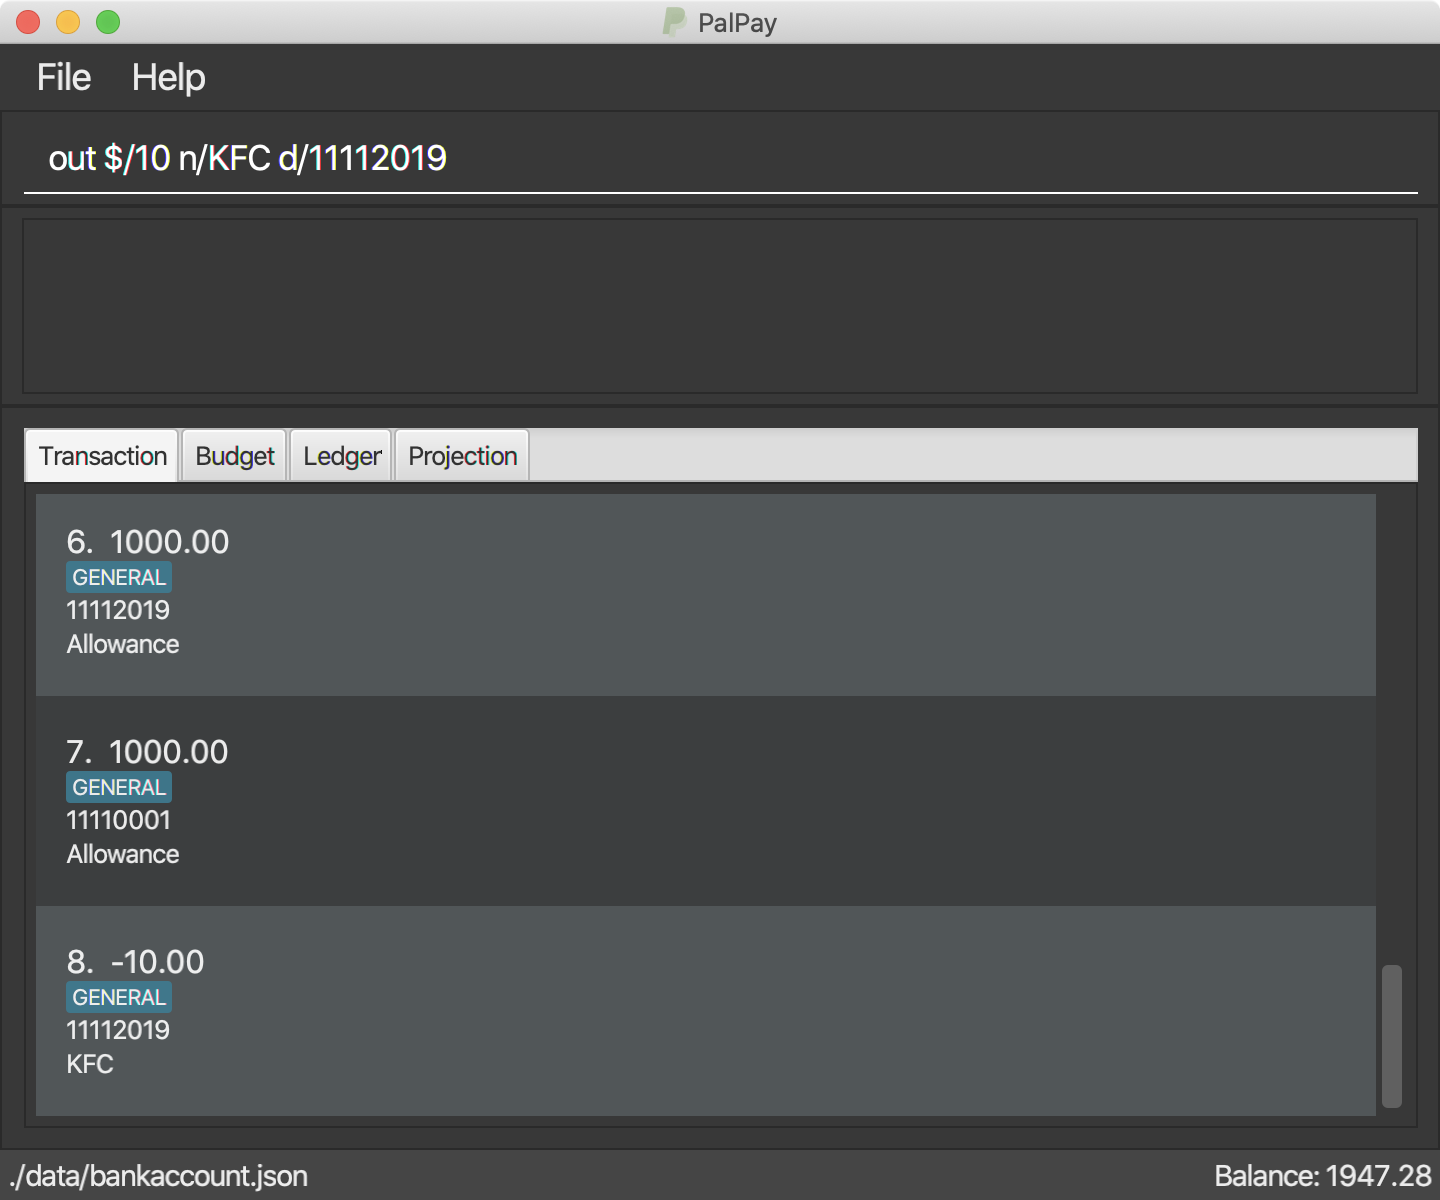 PalPay
File Help
out $/10 n/KFC d/11112019
Transaction Budget Ledger Projection
6. 1000.00
GENERAL
11112019
Allowance
7. 1000.00
GENERAL
11110001
Allowance
8. -10.00
GENERAL
11112019
KFC
./data/bankaccount.json Balance: 1947.28